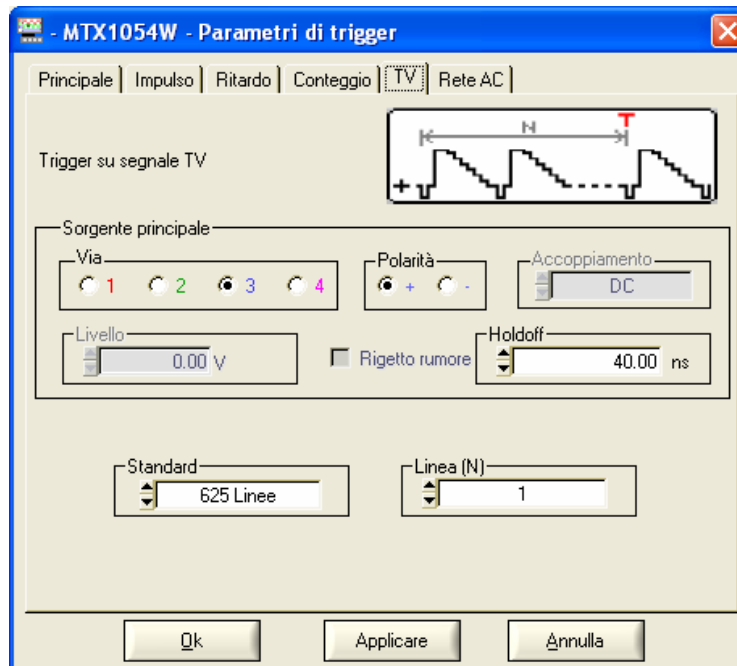 - MTX1054W - Parametri di trigger
Principale Impulso Ritardo Conteggio TV Rete AC
Trigger su segnale TV
N T
+
Sorgente principale
Via
1 2 3 4
Polarità
+ -
Accoppiamento
DC
Livello
0.00 V
Rigetto rumore
Holdoff
40.00 ns
Standard
625 Linee
Linea (N)
1
Ok Applicare Annulla